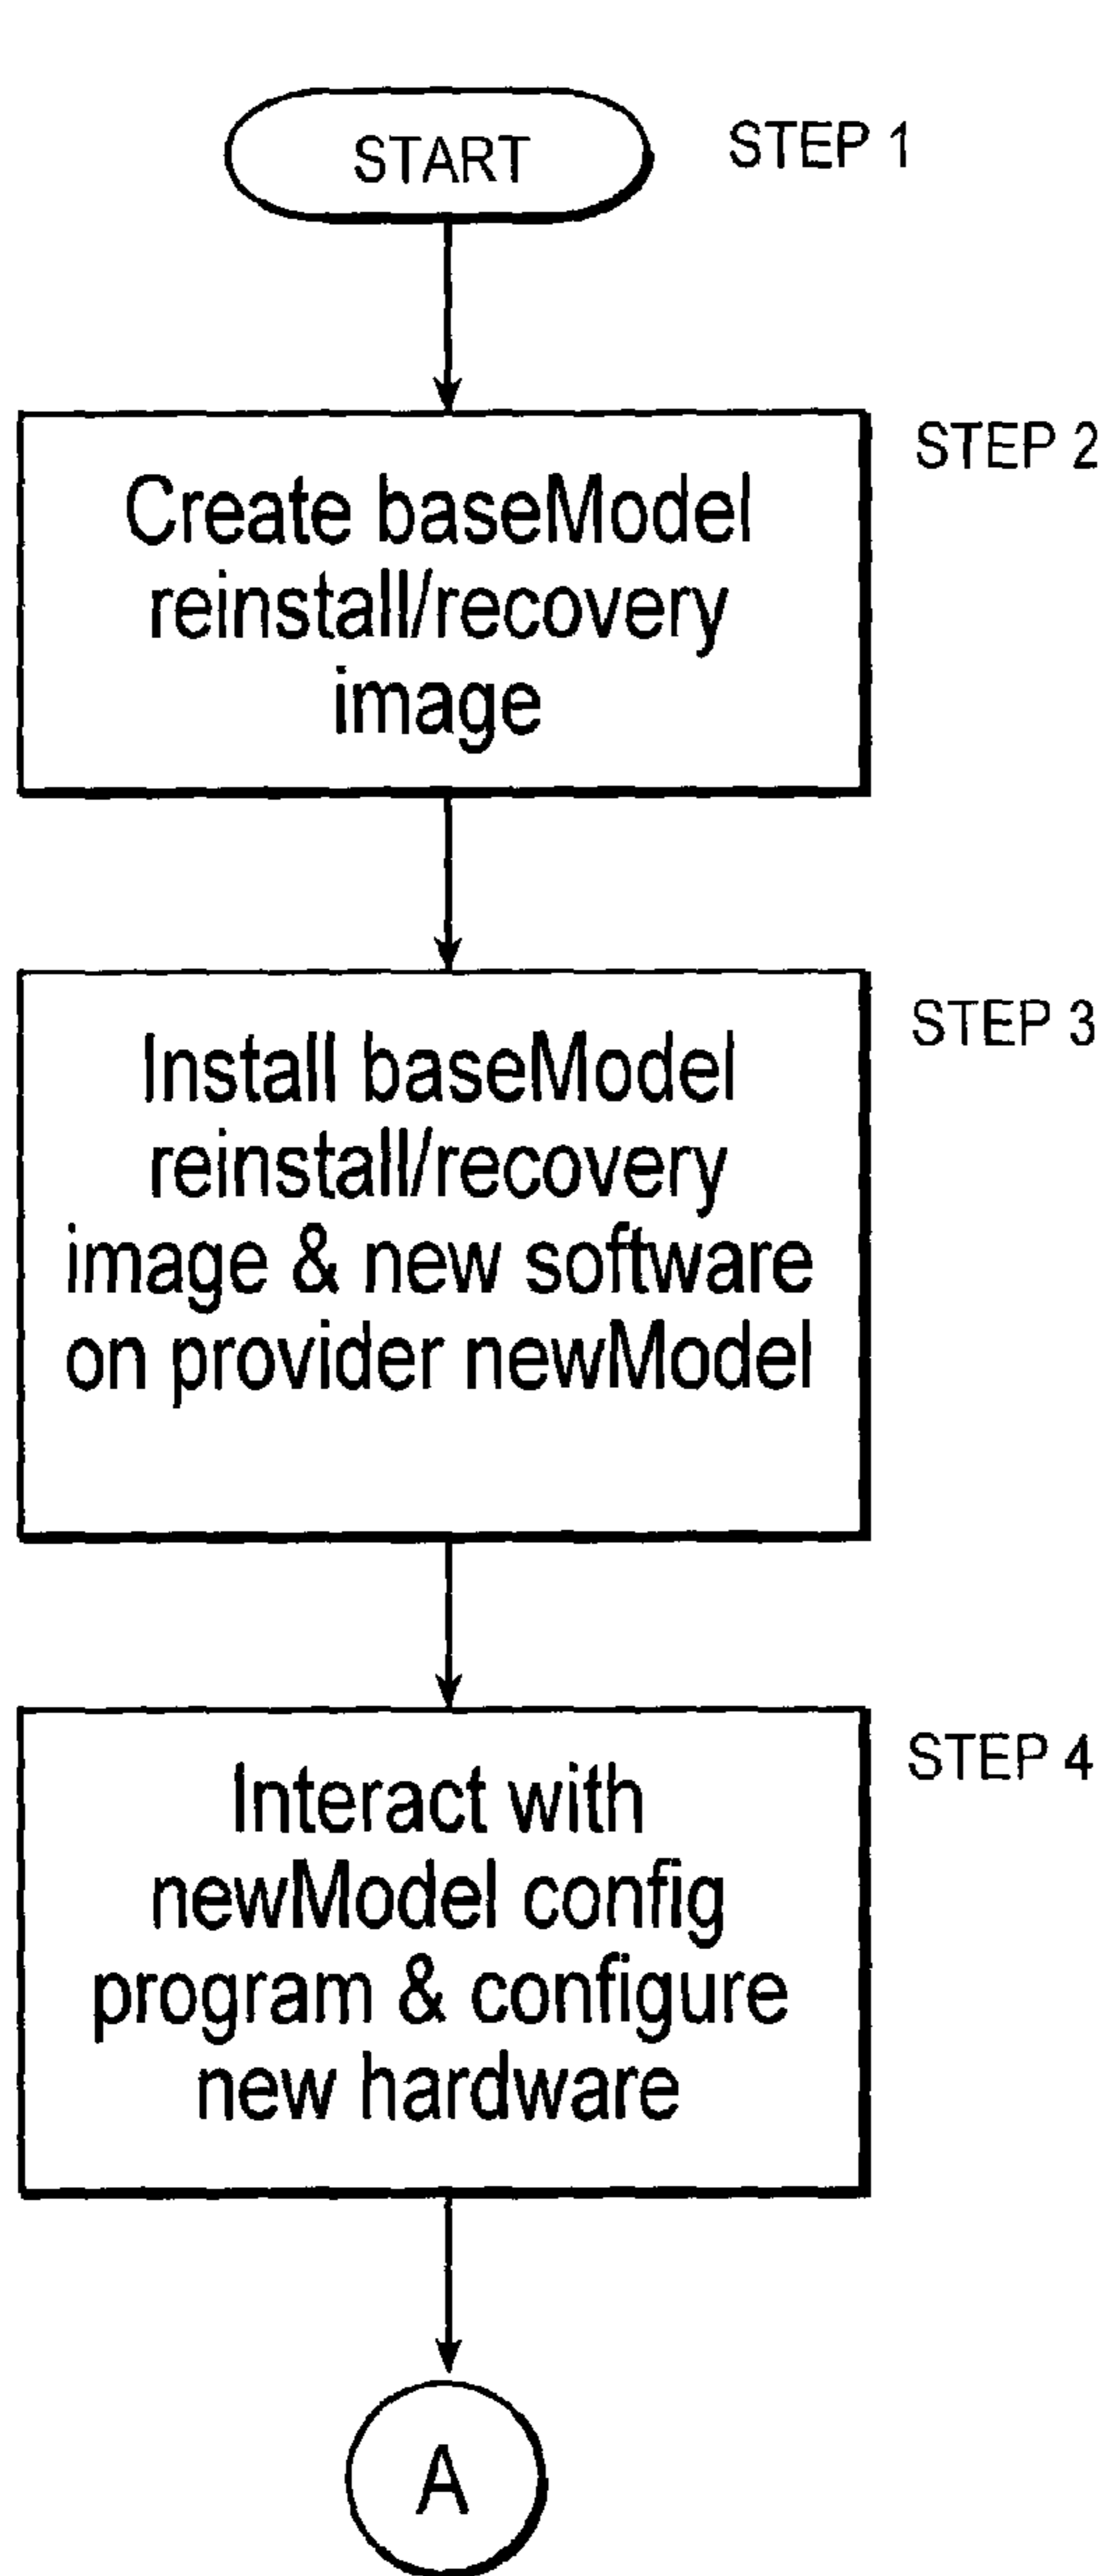 START
STEP 1
STEP 2
Create baseModel
reinstall/recovery
image
STEP 3
Install baseModel
reinstall/recovery
image & new software
on provider newModel
STEP 4
Interact with
newModel config
program & configure
new hardware
A